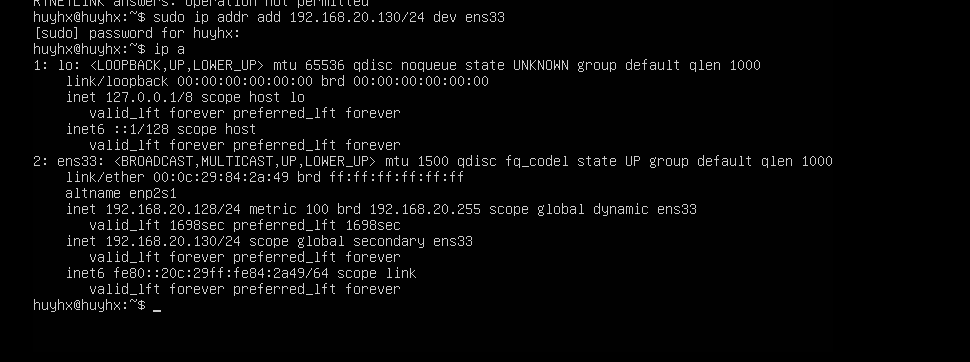 RTNETLINK answers: Operation not permitted
huyhx@huyhx:~$ sudo ip addr add 192.168.20.130/24 dev ens33
[sudo] password for huyhx:
huyhx@huyhx:~$ ip a
1: lo: <LOOPBACK,UP,LOWER_UP> mtu 65536 qdisc noqueue state UNKNOWN group default qlen 1000
    link/loopback 00:00:00:00:00:00 brd 00:00:00:00:00:00
    inet 127.0.0.1/8 scope host lo
       valid_lft forever preferred_lft forever
    inet6 ::1/128 scope host
       valid_lft forever preferred_lft forever
2: ens33: <BROADCAST,MULTICAST,UP,LOWER_UP> mtu 1500 qdisc fq_codel state UP group default qlen 1000
    link/ether 00:0c:29:84:2a:49 brd ff:ff:ff:ff:ff:ff
    altname enp2s1
    inet 192.168.20.128/24 metric 100 brd 192.168.20.255 scope global dynamic ens33
       valid_lft 1698sec preferred_lft 1698sec
    inet 192.168.20.130/24 scope global secondary ens33
       valid_lft forever preferred_lft forever
    inet6 fe80::20c:29ff:fe84:2a49/64 scope link
       valid_lft forever preferred_lft forever
huyhx@huyhx:~$ _